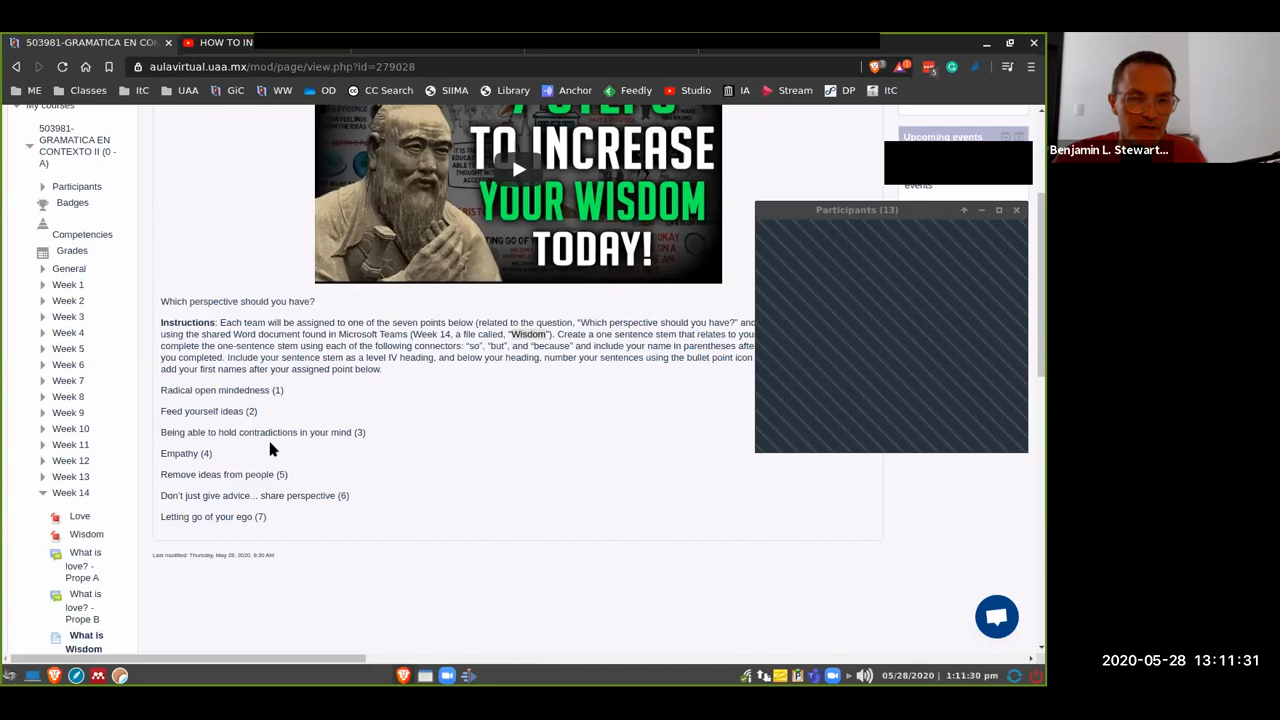 503981-GRAMATICA EN CON
HOW TO IN
aulavirtual.uaa.mx/mod/page/view.php?id=279028
3
1
5
ME
Classes
ItC
UAA
GiC
WW
OD
CC Search
SIIMA
Library
Anchor
Feedly
Studio
IA
Stream
DP
ItC
My courses
503981-
GRAMATICA EN
CONTEXTO II (0 -
A)
Participants
Badges
Competencies
Grades
General
Week 1
Week 2
Week 3
Week 4
Week 5
Week 6
Week 7
Week 8
Week 9
Week 10
Week 11
Week 12
Week 13
Week 14
Love
Wisdom
What is
love? -
Prope A
What is
love? -
Prope B
What is
Wisdom
7 STEPS
TO INCREASE
YOUR WISDOM
TODAY!
Which perspective should you have?
Instructions: Each team will be assigned to one of the seven points below (related to the question, “Which perspective should you have?” and
using the shared Word document found in Microsoft Teams (Week 14, a file called, “Wisdom”). Create a one sentence stem that relates to you
complete the one-sentence stem using each of the following connectors: “so”, “but”, and “because” and include your name in parentheses afte
you completed. Include your sentence stem as a level IV heading, and below your heading, number your sentences using the bullet point icon
add your first names after your assigned point below.
Radical open mindedness (1)
Feed yourself ideas (2)
Being able to hold contradictions in your mind (3)
Empathy (4)
Remove ideas from people (5)
Don't just give advice... share perspective (6)
Letting go of your ego (7)
Last modified: Thursday, May 28, 2020, 9:30 AM
Upcoming events
events
Participants (13)
Benjamin L. Stewart...
05/28/2020 | 1:11:30 pm
2020-05-28 13:11:31